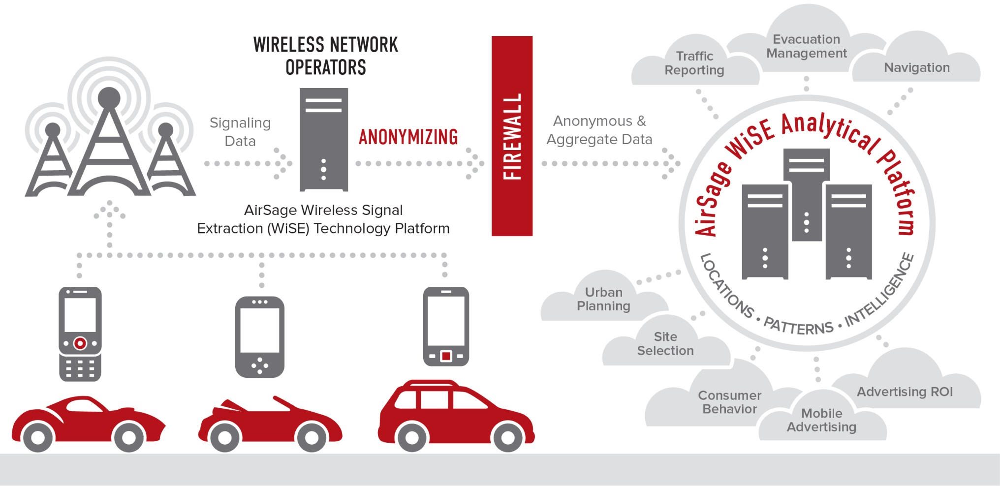 WIRELESS NETWORK
OPERATORS
Signaling
Data
ANONYMIZING
AirSage Wireless Signal
Extraction (WiSE) Technology Platform
FIREWALL
Anonymous &
Aggregate Data
Traffic
Reporting
Evacuation
Management
Navigation
AirSage WiSE Analytical Platform
LOCATIONS • PATTERNS • INTELLIGENCE
Urban
Planning
Site
Selection
Consumer
Behavior
Mobile
Advertising
Advertising ROI